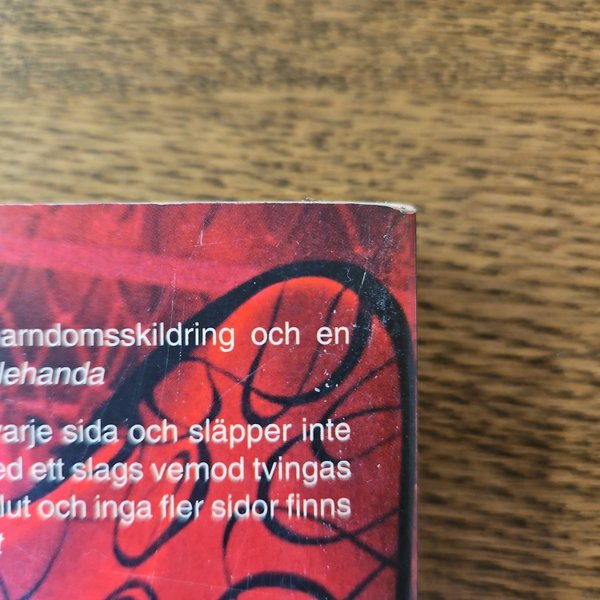 arndomsskildring och en
lehanda
varje sida och släpper inte
ed ett slags vemod tvingas
lut och inga fler sidor finns
t